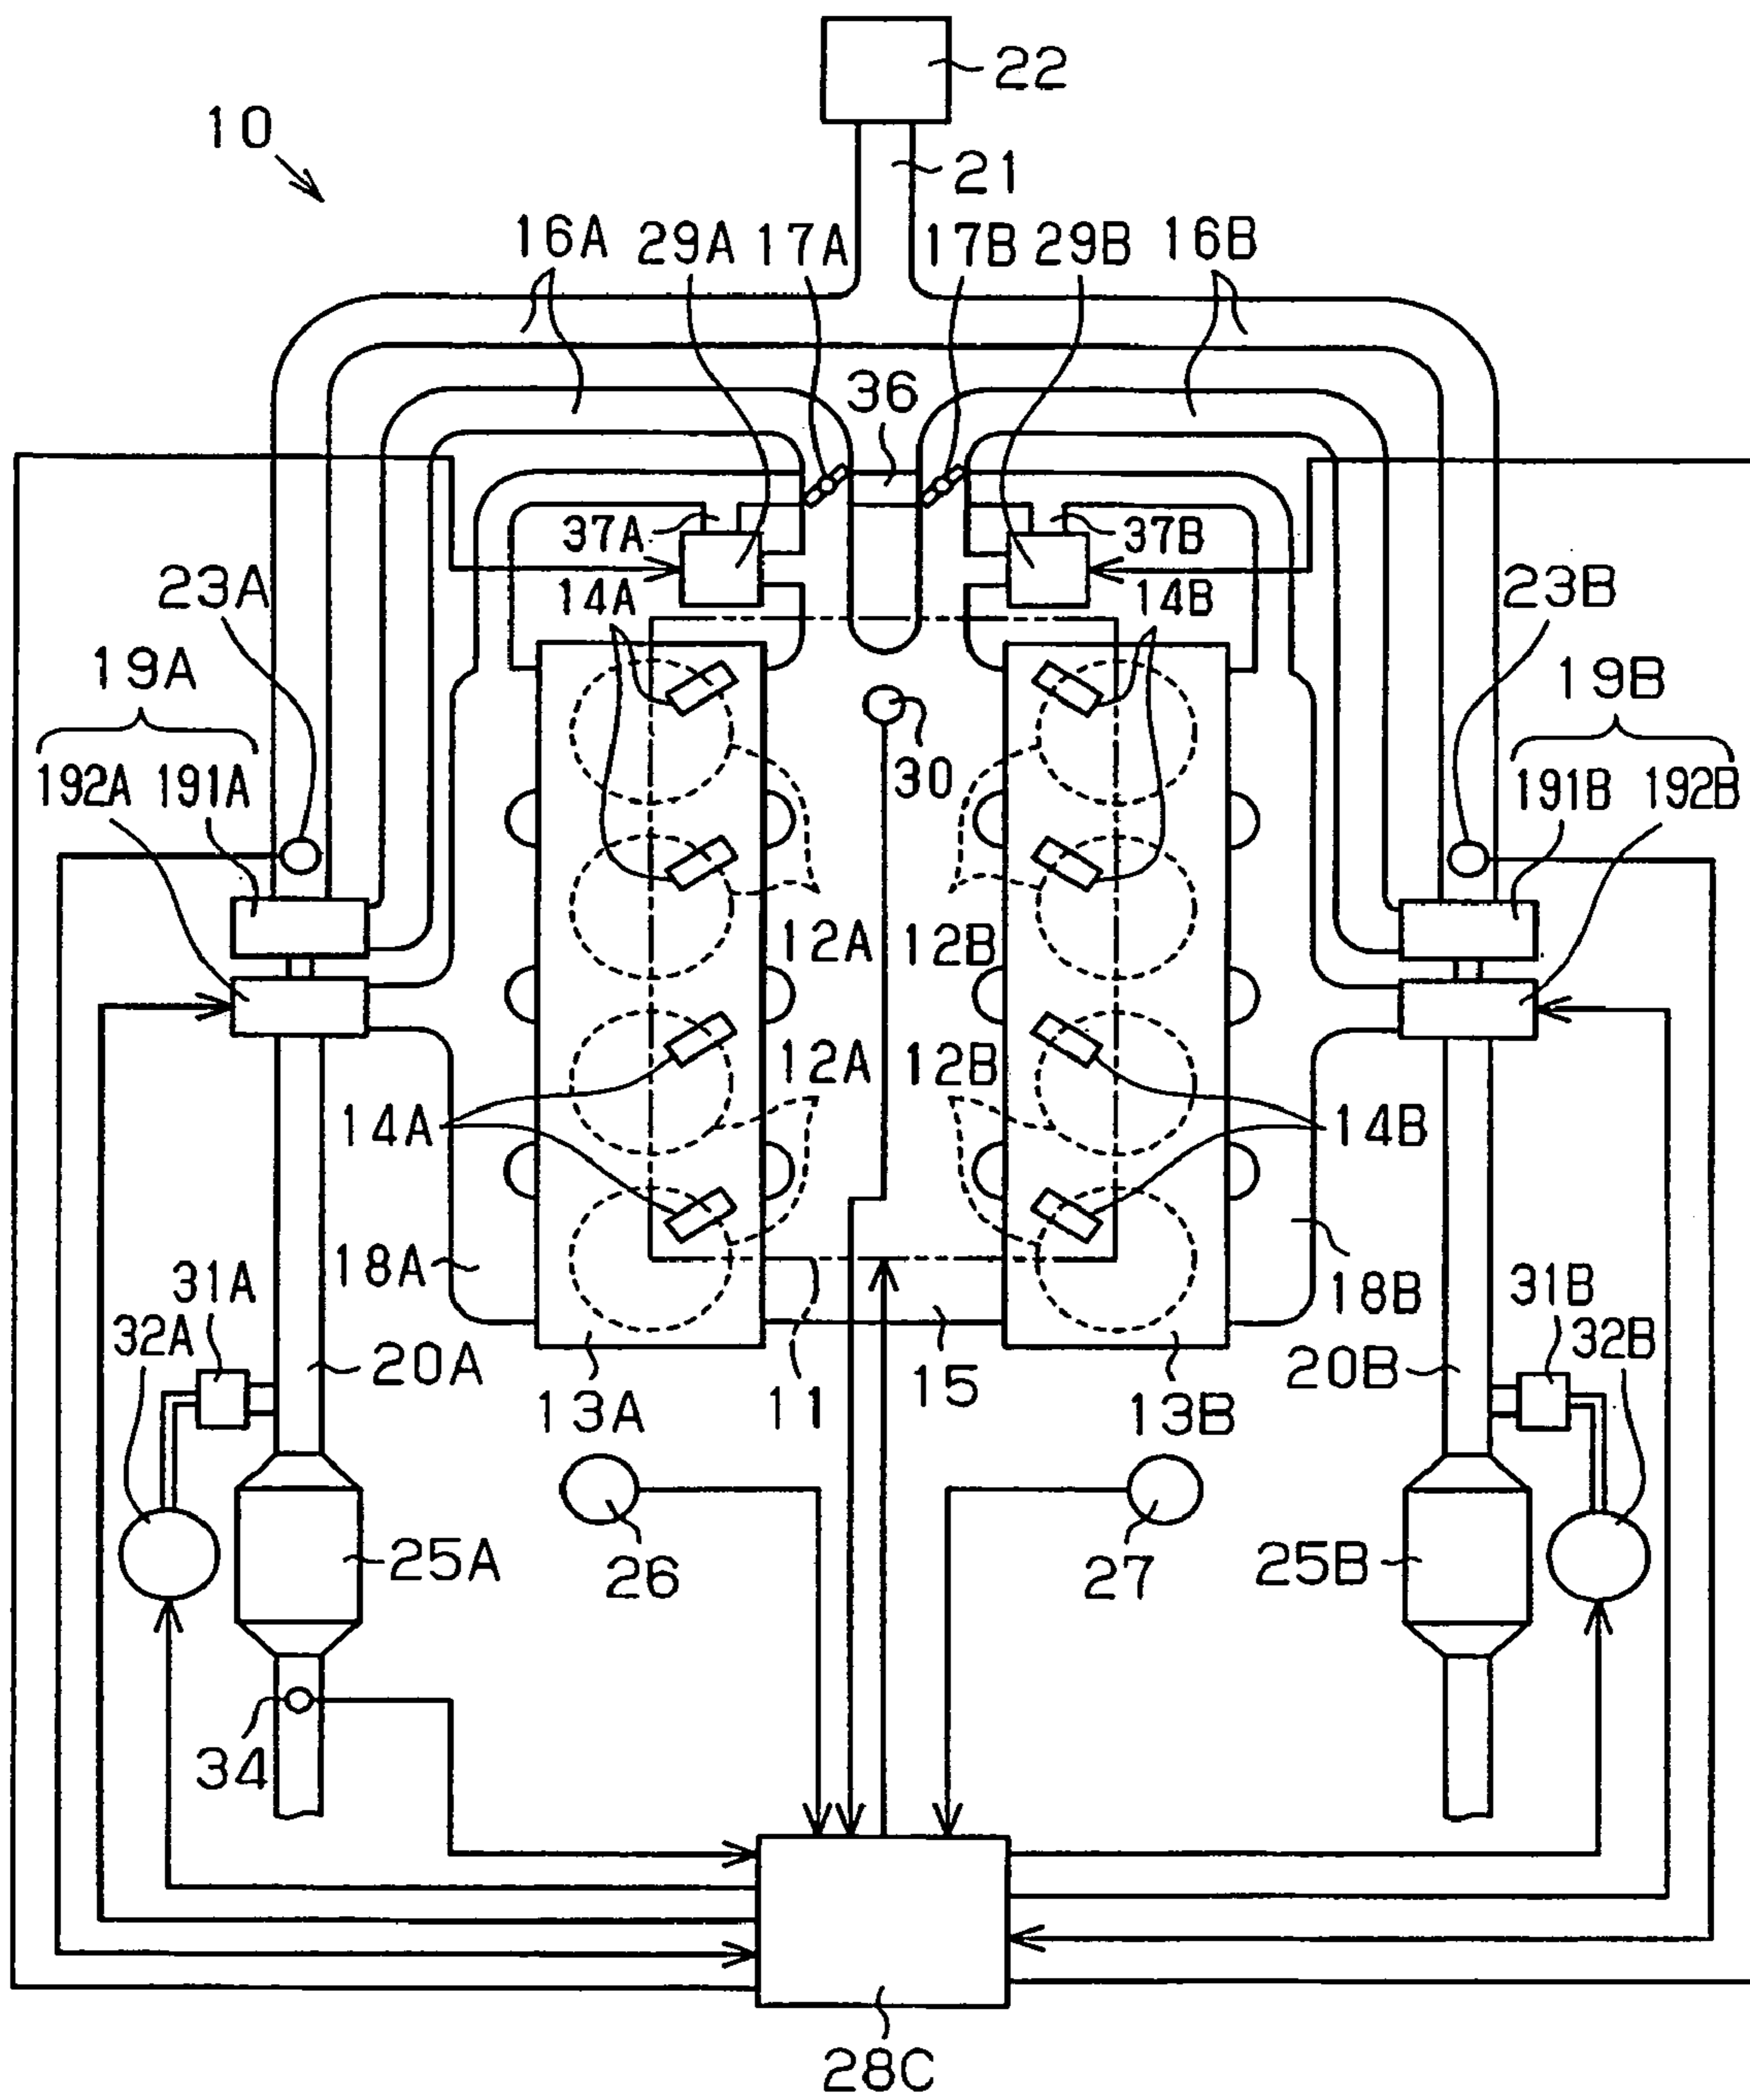 22
10
21
16A 29A 17A 17B 29B 16B
36
37A 37B
23A 14A 14B 23B
19A 19B
192A 191A 30 191B 192B
12A 12B
12A 12B
14A 14B
18A 18B
31A 31B
32A 32B
20A 20B
13A 11 15 13B
25A 26 27 25B
34
28C